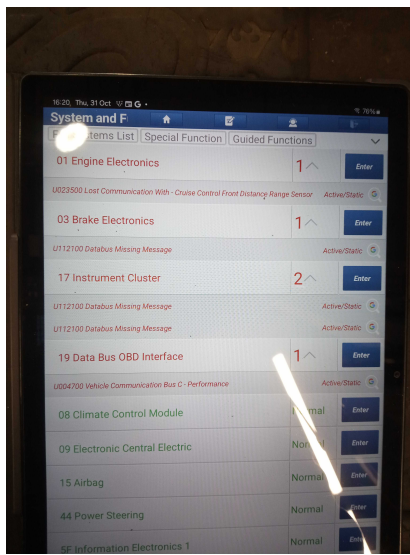 16:20 Thu, 31 Oct G
76%
System and F
Systems List Special Function Guided Functions
01 Engine Electronics 1 Enter
U023500 Lost Communication With - Cruise Control Front Distance Range Sensor Active/Static
03 Brake Electronics 1 Enter
U112100 Databus Missing Message Active/Static
17 Instrument Cluster 2 Enter
U112100 Databus Missing Message Active/Static
U112100 Databus Missing Message Active/Static
19 Data Bus OBD Interface 1 Enter
U004700 Vehicle Communication Bus C - Performance Active/Static
08 Climate Control Module Normal Enter
09 Electronic Central Electric Normal Enter
15 Airbag Normal Enter
44 Power Steering Normal Enter
5F Information Electronics 1 Normal Enter